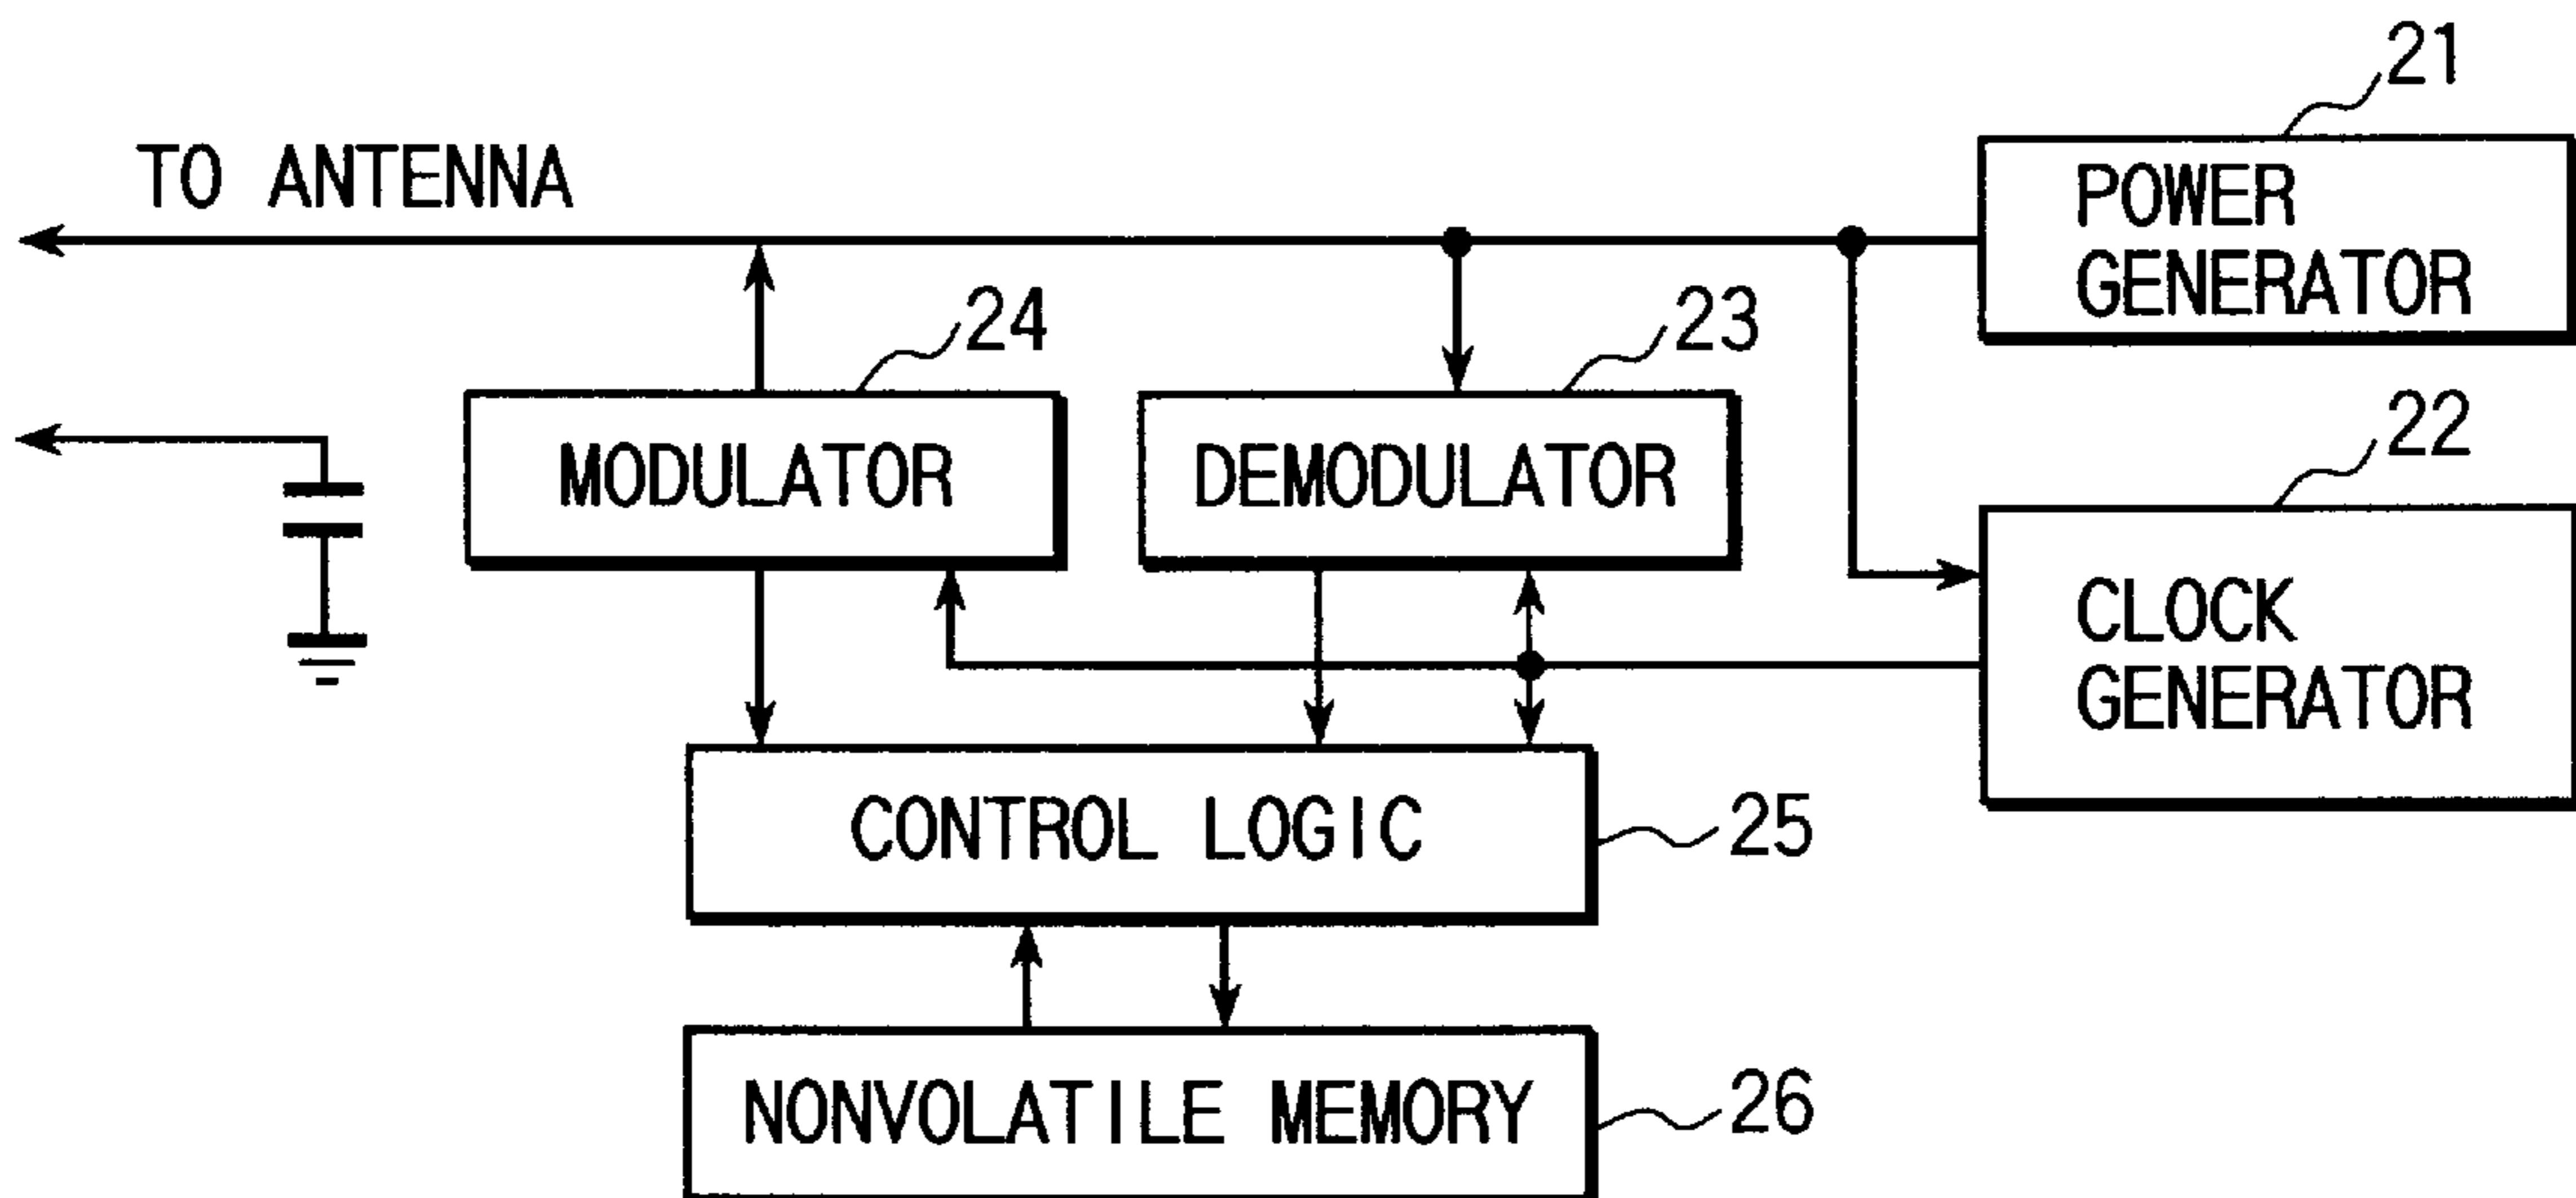 21
TO ANTENNA
POWER
GENERATOR
24
23
22
MODULATOR
DEMODULATOR
CLOCK
GENERATOR
CONTROL LOGIC
25
NONVOLATILE MEMORY
26